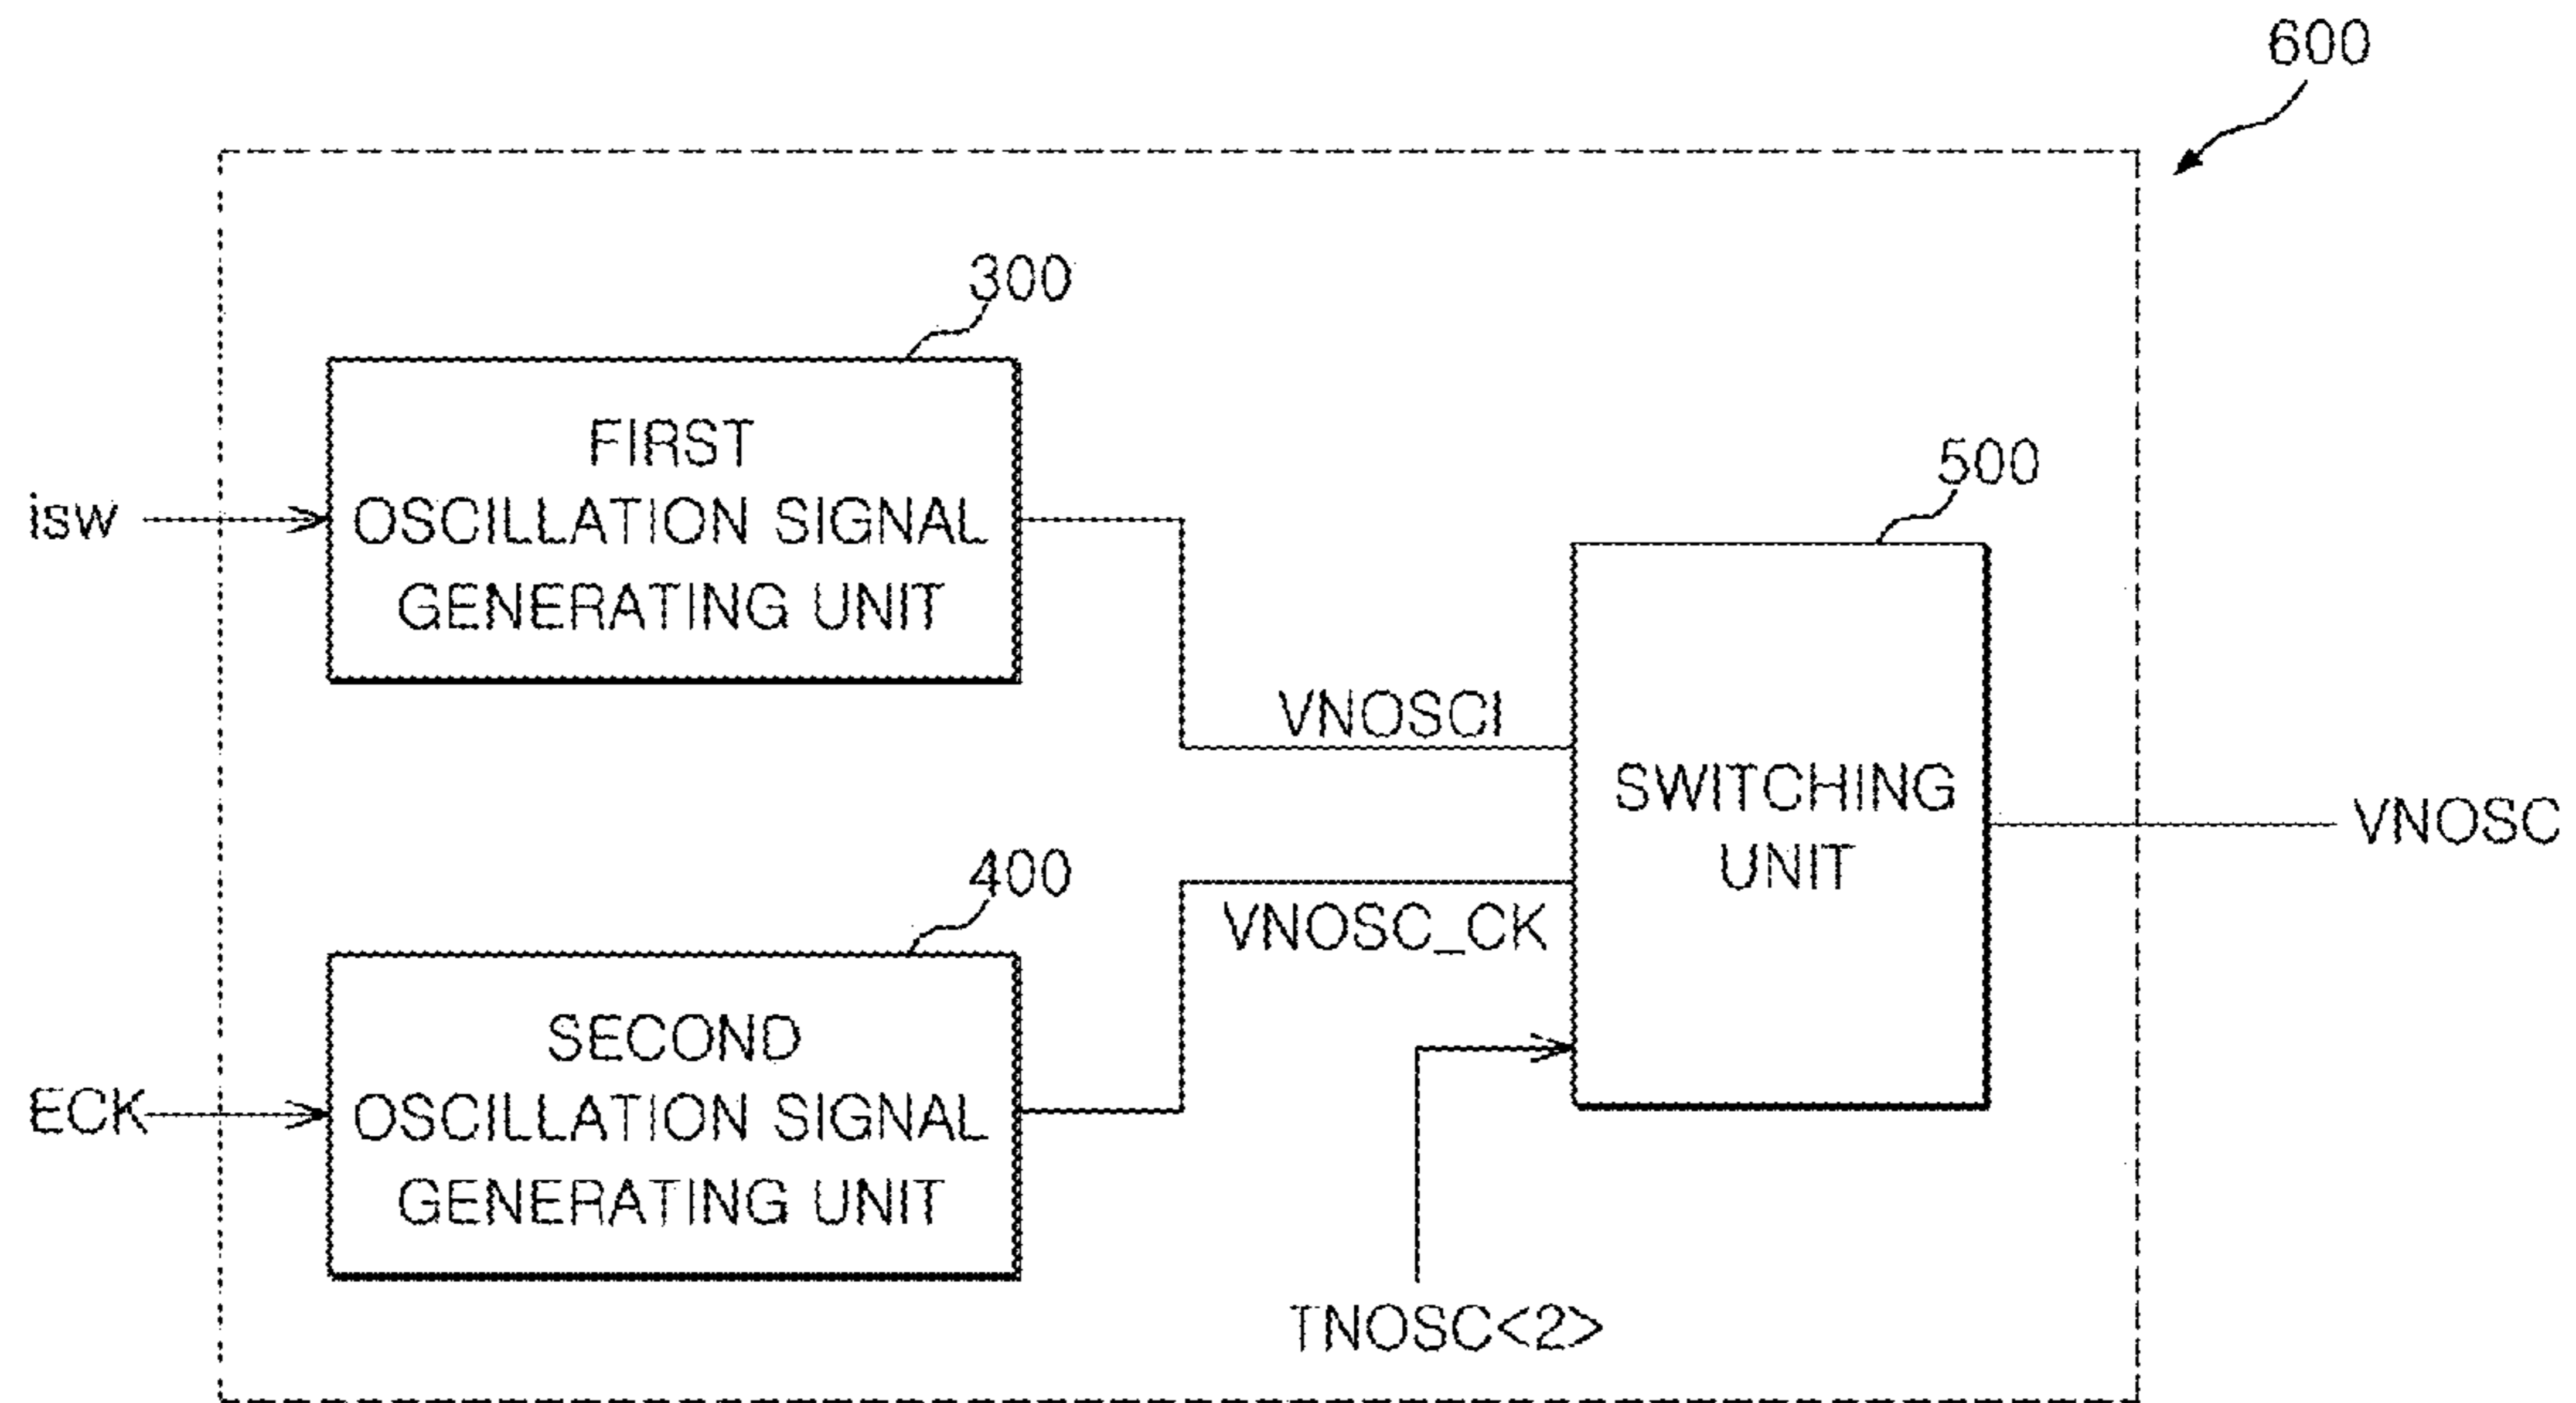 600
300
FIRST
OSCILLATION SIGNAL
GENERATING UNIT
isw
500
VNOSCI
SWITCHING
UNIT
VNOSC
400
VNOSC_CK
SECOND
OSCILLATION SIGNAL
GENERATING UNIT
ECK
TNOSC<2>